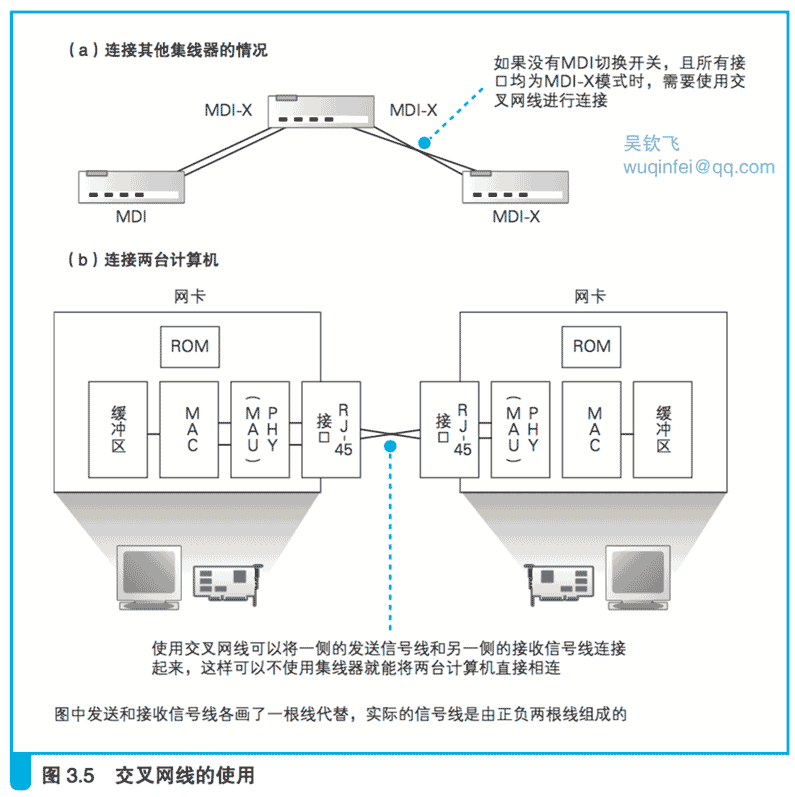 （a）连接其他集线器的情况
如果没有MDI切换开关，且所有接
口均为MDI-X模式时，需要使用交
叉网线进行连接
MDI-X
MDI-X
吴钦飞
wuqinfei@qq.com
MDI
MDI-X
（b）连接两台计算机
网卡
网卡
ROM
ROM
缓冲区
MAC
PHY
（MAU）
RJ-45
接口
RJ-45
接口
PHY
（MAU）
MAC
缓冲区
使用交叉网线可以将一侧的发送信号线和另一侧的接收信号线连接
起来，这样可以不使用集线器就能将两台计算机直接相连
图中发送和接收信号线各画了一根线代替，实际的信号线是由正负两根线组成的
图 3.5　交叉网线的使用